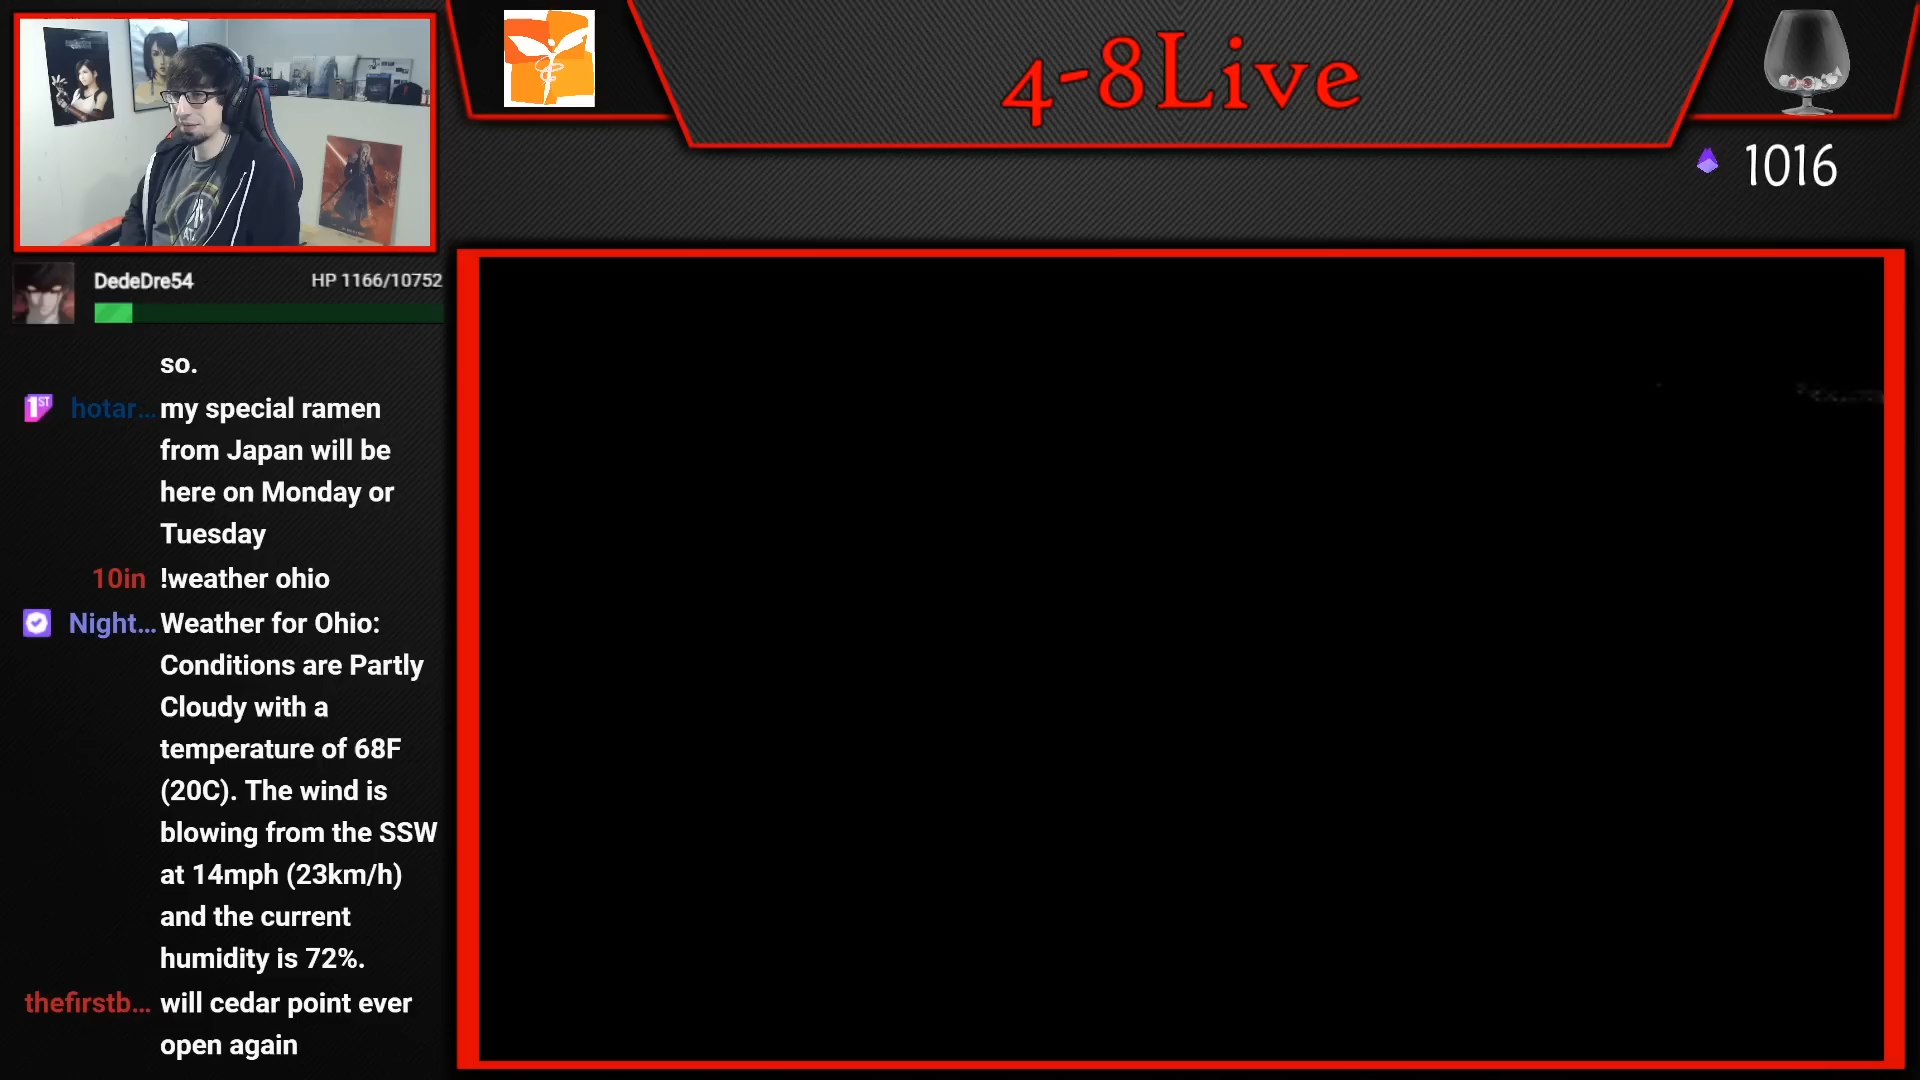 4-8Live
1016
DedeDre54 HP 1166/10752
so.
hotar... my special ramen
from Japan will be
here on Monday or
Tuesday
10in !weather ohio
Night... Weather for Ohio:
Conditions are Partly
Cloudy with a
temperature of 68F
(20C). The wind is
blowing from the SSW
at 14mph (23km/h)
and the current
humidity is 72%.
thefirstb... will cedar point ever
open again